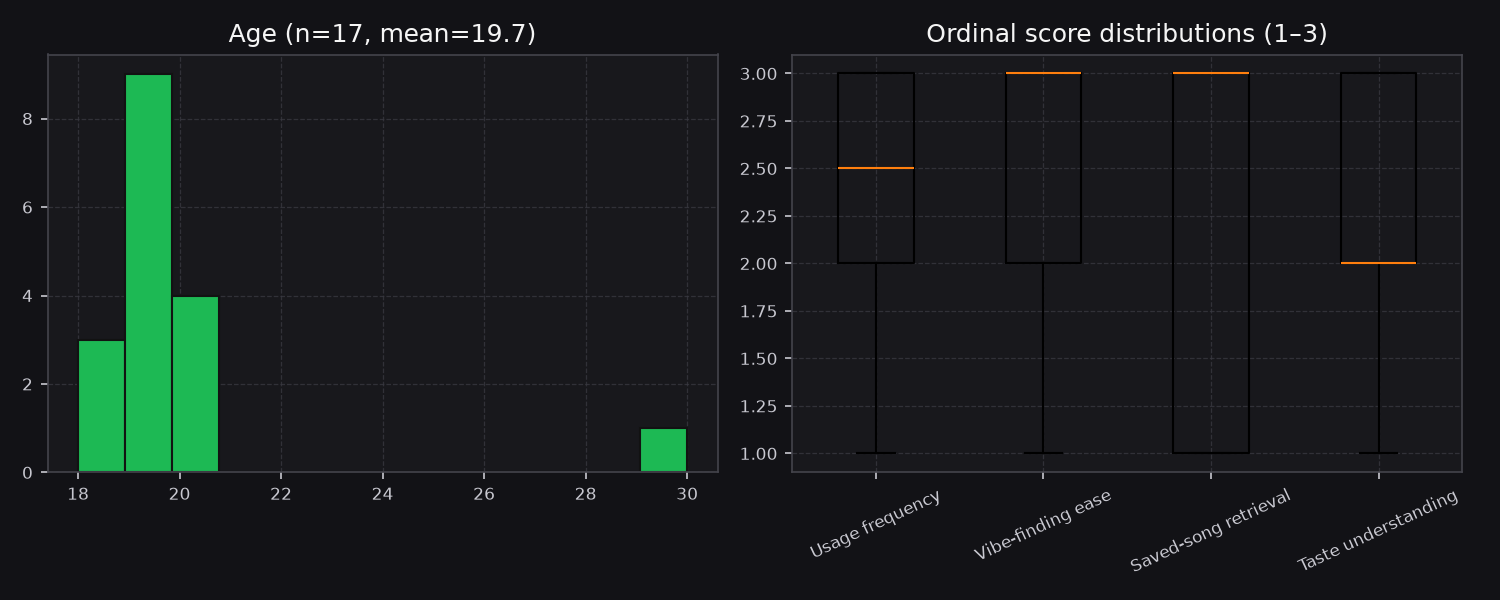 Age (n=17, mean=19.7)
8
6
4
2
0
18 20 22 24 26 28 30
Ordinal score distributions (1–3)
3.00
2.75
2.50
2.25
2.00
1.75
1.50
1.25
1.00
Usage frequency
Vibe-finding ease
Saved-song retrieval
Taste understanding